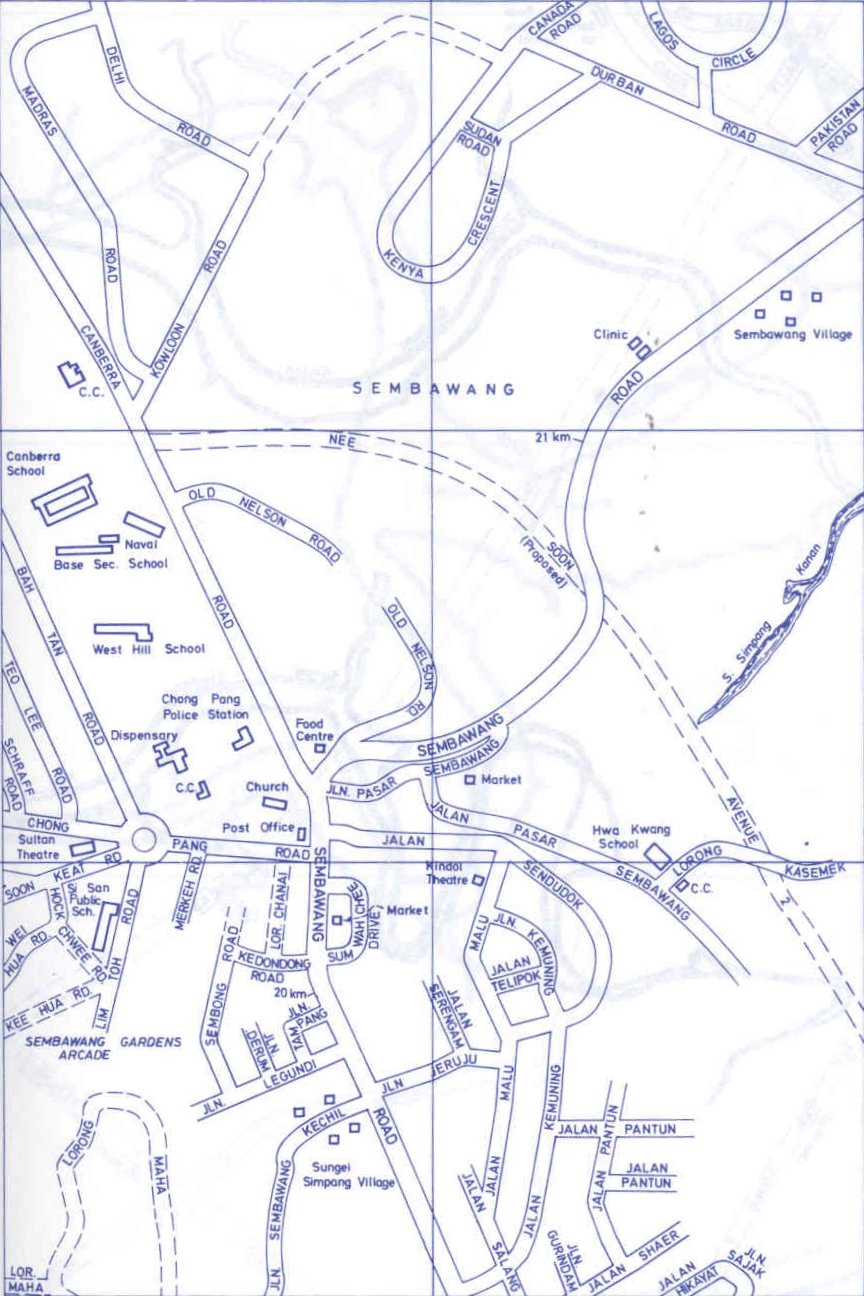 CANADA
ROAD
LAGOS
CIRCLE
DELHI
ROAD
MADRAS
ROAD
DURBAN
ROAD
PAKISTAN
ROAD
SUDAN
ROAD
KENYA
CRESCENT
KOWLOON
ROAD
CANBERRA
ROAD
C.C.
Clinic
Sembawang Village
ROAD
SEMBAWANG
21 km
NEE
SOON
(Proposed)
AVENUE
2
Canberra
School
Naval
Base Sec. School
OLD
NELSON
ROAD
West Hill School
OLD
NELSON
RD.
Kanan
S. Simpang
BAH
TAN
ROAD
TEO
LEE
ROAD
SCHRAFF
ROAD
Chong Pang
Police Station
Dispensary
C.C.
Food
Centre
Church
Post Office
SEMBAWANG
JLN. PASAR
SEMBAWANG
Market
JALAN
PASAR
SEMBAWANG
Hwa Kwang
School
LORONG
KASEMEK
C.C.
CHONG
PANG
ROAD
JALAN
SENDUDOK
Sultan
Theatre
KEAT RD
SOON
Si San
Public
Sch.
HOCK
CHWEE
RD.
WEI
HUA RD.
KEE HUA RD.
LIM
TOH
ROAD
MERKEH RD.
LOR. CHANAI
SEMBAWANG
WAH CHYE
DRIVE
SUM
Market
Kindol
Theatre
MALU
JLN.
KEMUNING
JALAN
TELIPOK
JALAN
SERENGAM
KEDONDONG
ROAD
SEMBONG
ROAD
20 km
JLN.
TAM PANG
JLN.
DERUM
JLN.
LEGUNDI
JLN
JERUJU
SEMBAWANG GARDENS
ARCADE
MALU
JALAN
KEMUNING
JALAN
JALAN
PANTUN
JALAN PANTUN
JALAN
PANTUN
ROAD
JLN.
SEMBAWANG
KECHIL
Sungei
Simpang Village
LORONG
MAHA
LOR.
MAHA
JALAN
SALANG
JLN.
GURINDAM
JALAN SHAER
JALAN
HIKAYAT
JLN.
SAJAK